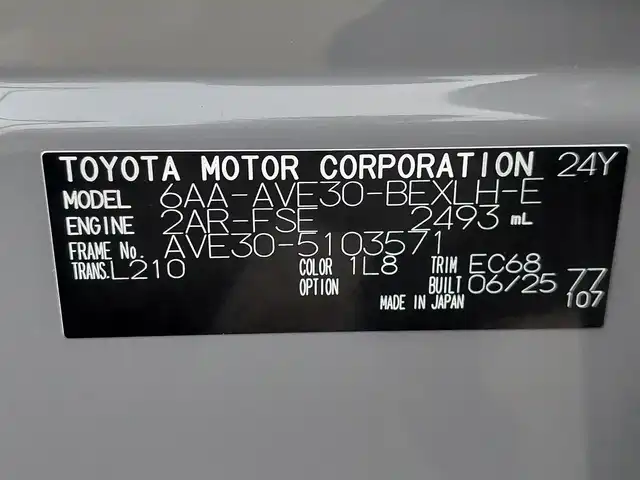 TOYOTA MOTOR CORPORATION 24Y
MODEL 6AA-AVE30-BEXLH-E
ENGINE 2AR-FSE 2493 mL
FRAME No. AVE30-5103571
TRANS. L210 COLOR 1L8 TRIM EC68
OPTION BUILT 06/25 77
MADE IN JAPAN 107